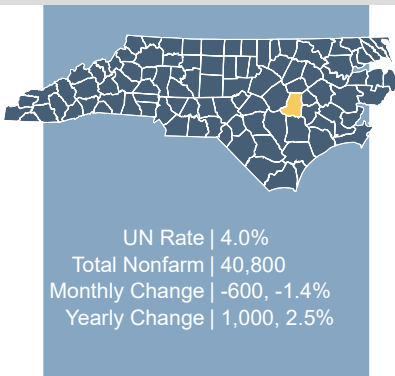 UN Rate | 4.0%
Total Nonfarm | 40,800
Monthly Change | -600, -1.4%
Yearly Change | 1,000, 2.5%